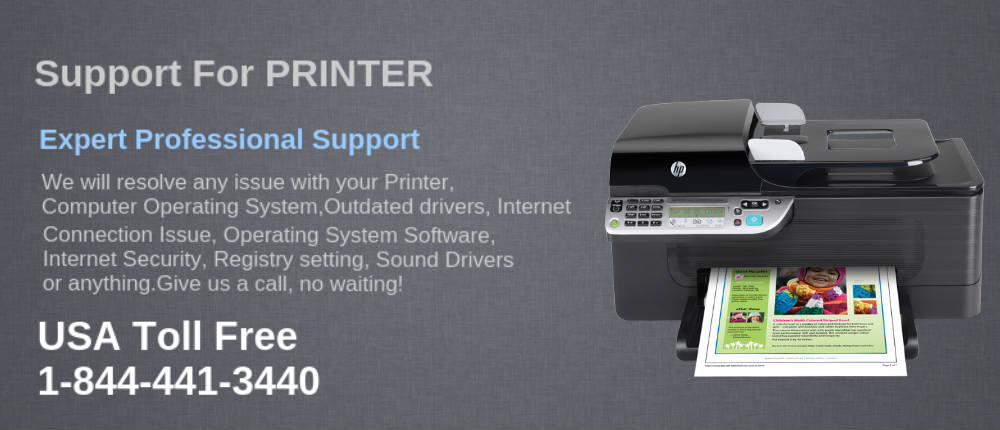 Support For PRINTER
Expert Professional Support
We will resolve any issue with your Printer,
Computer Operating System,Outdated drivers, Internet
Connection Issue, Operating System Software,
Internet Security, Registry setting, Sound Drivers
or anything.Give us a call, no waiting!
USA Toll Free
1-844-441-3440
hp